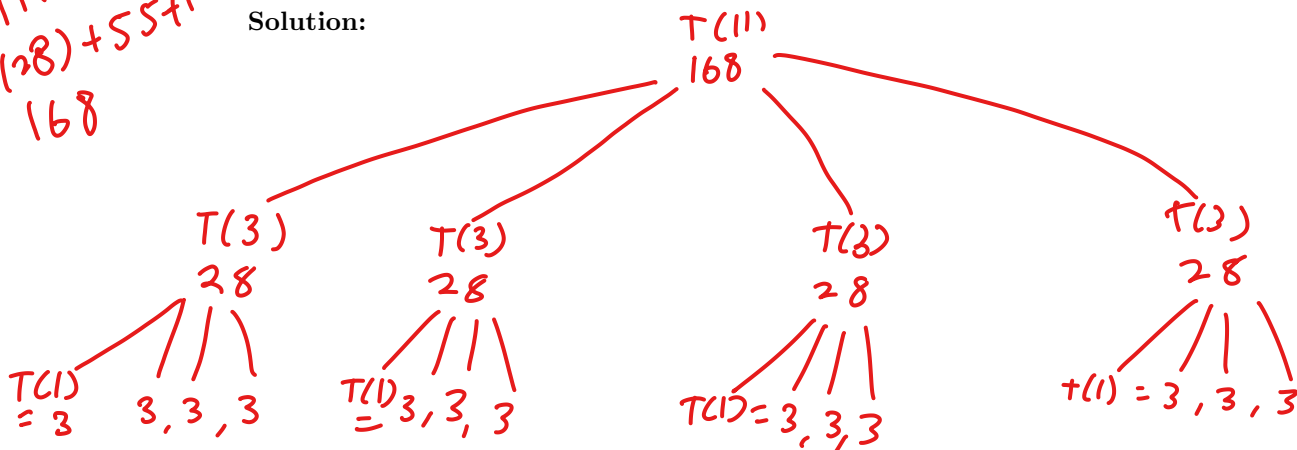 Solution:
(28) + 55 + 1
168
T(11)
168
T(3) T(3) T(3) T(3)
28 28 28 28
T(1) = 3 3, 3, 3
T(1) = 3, 3, 3
T(1) = 3, 3, 3
T(1) = 3, 3, 3